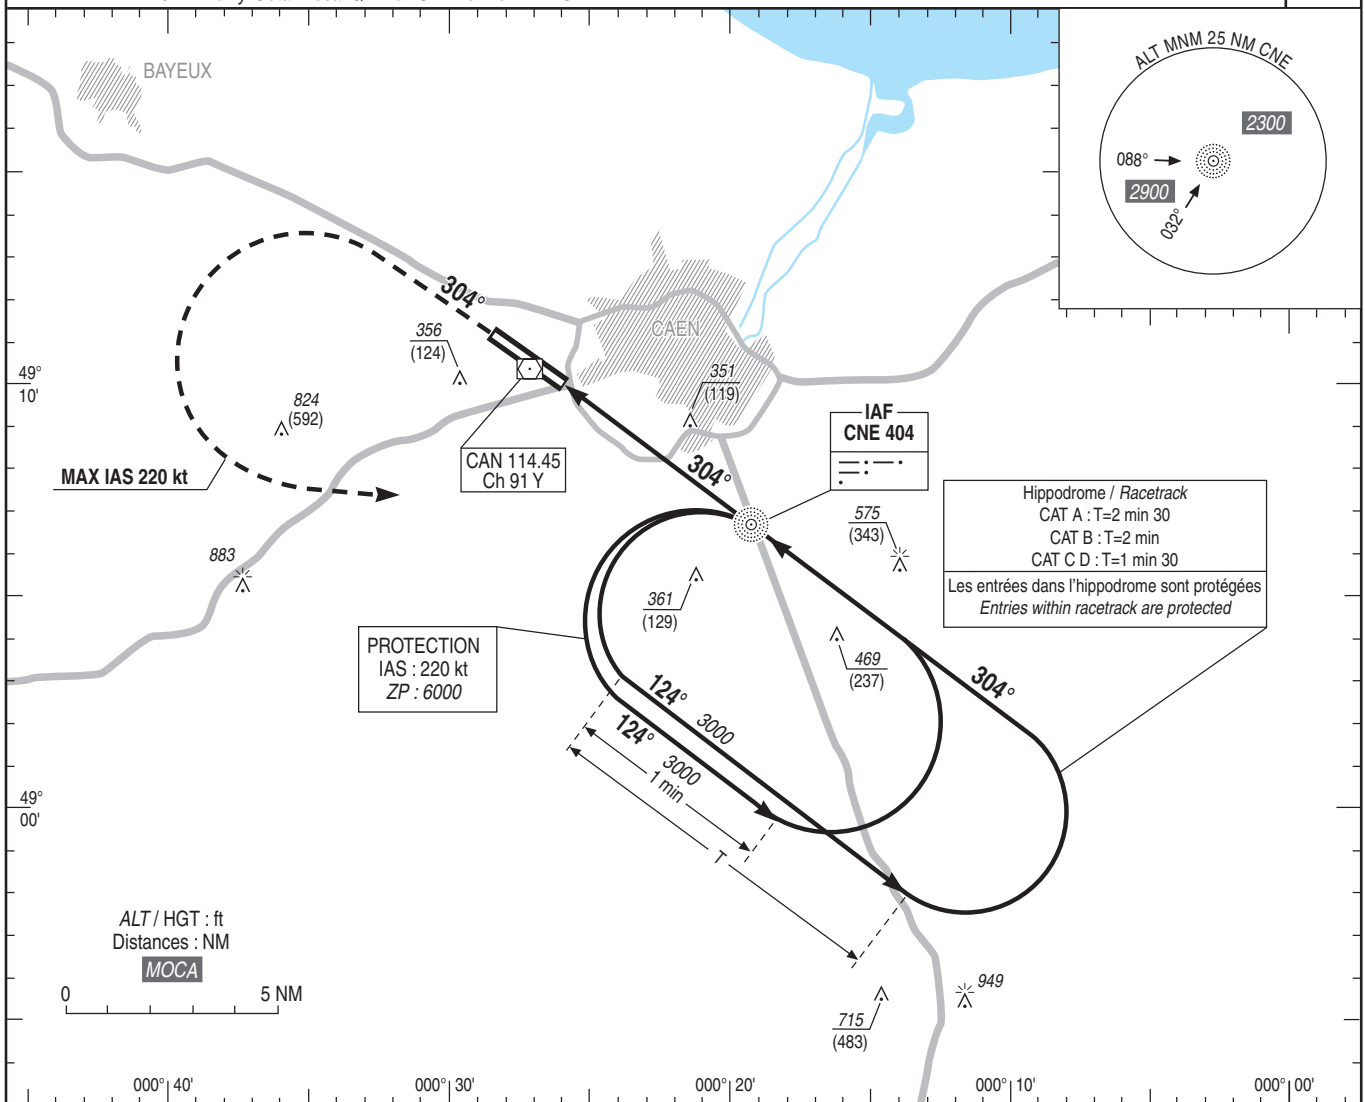 BAYEUX
ALT MNM 25 NM CNE
2300
088°
2900
032°
304°
356
(124)
CAEN
49°
10'
351
(119)
824
(592)
IAF
CNE 404
CAN 114.45
Ch 91 Y
MAX IAS 220 kt
304°
575
(343)
Hippodrome / Racetrack
CAT A : T=2 min 30
CAT B : T=2 min
CAT C D : T=1 min 30
Les entrées dans l'hippodrome sont protégées
Entries within racetrack are protected
883
361
(129)
PROTECTION
IAS : 220 kt
ZP : 6000
469
(237)
304°
124°
3000
124°
3000
1 min
T
49°
00'
ALT / HGT : ft
Distances : NM
MOCA
0
5 NM
949
715
(483)
000° 40'
000° 30'
000° 20'
000° 10'
000° 00'